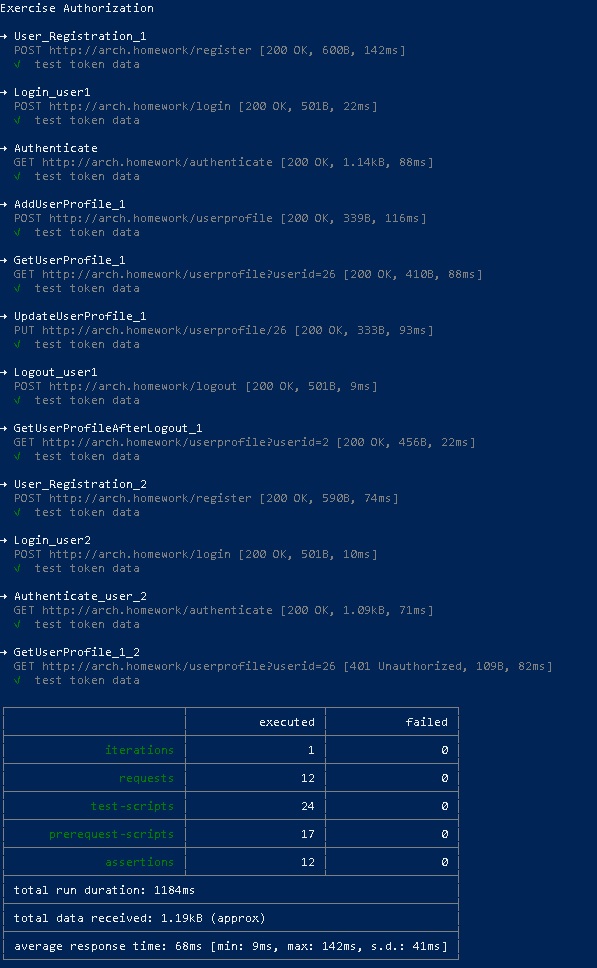 Exercise Authorization
→ User_Registration_1
POST http://arch.homework/register [200 OK, 600B, 142ms]
√ test token data
→ Login_user1
POST http://arch.homework/login [200 OK, 501B, 22ms]
√ test token data
→ Authenticate
GET http://arch.homework/authenticate [200 OK, 1.14kB, 88ms]
√ test token data
→ AddUserProfile_1
POST http://arch.homework/userprofile [200 OK, 339B, 116ms]
√ test token data
→ GetUserProfile_1
GET http://arch.homework/userprofile?userid=26 [200 OK, 410B, 88ms]
√ test token data
→ UpdateUserProfile_1
PUT http://arch.homework/userprofile/26 [200 OK, 333B, 93ms]
√ test token data
→ Logout_user1
POST http://arch.homework/logout [200 OK, 501B, 9ms]
√ test token data
→ GetUserProfileAfterLogout_1
GET http://arch.homework/userprofile?userid=2 [200 OK, 456B, 22ms]
√ test token data
→ User_Registration_2
POST http://arch.homework/register [200 OK, 590B, 74ms]
√ test token data
→ Login_user2
POST http://arch.homework/login [200 OK, 501B, 10ms]
√ test token data
→ Authenticate_user_2
GET http://arch.homework/authenticate [200 OK, 1.09kB, 71ms]
√ test token data
→ GetUserProfile_1_2
GET http://arch.homework/userprofile?userid=26 [401 Unauthorized, 109B, 82ms]
√ test token data
executed failed
iterations 1 0
requests 12 0
test-scripts 24 0
prerequest-scripts 17 0
assertions 12 0
total run duration: 1184ms
total data received: 1.19kB (approx)
average response time: 68ms [min: 9ms, max: 142ms, s.d.: 41ms]